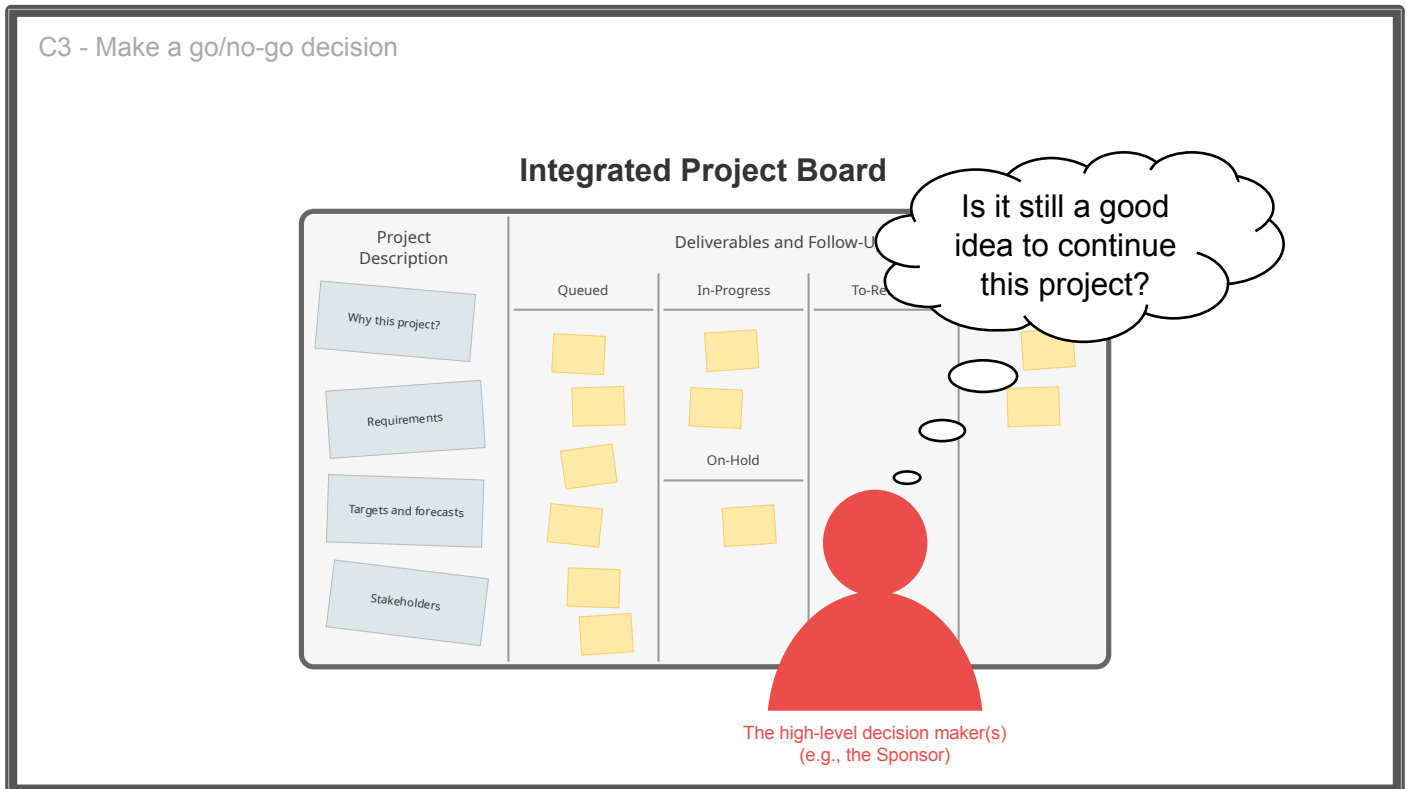 C3 - Make a go/no-go decision
Integrated Project Board
Is it still a good
idea to continue
this project?
Project
Description
Deliverables and Follow-U
Queued
In-Progress
To-Re
Why this project?
Requirements
On-Hold
Targets and forecasts
Stakeholders
The high-level decision maker(s)
(e.g., the Sponsor)